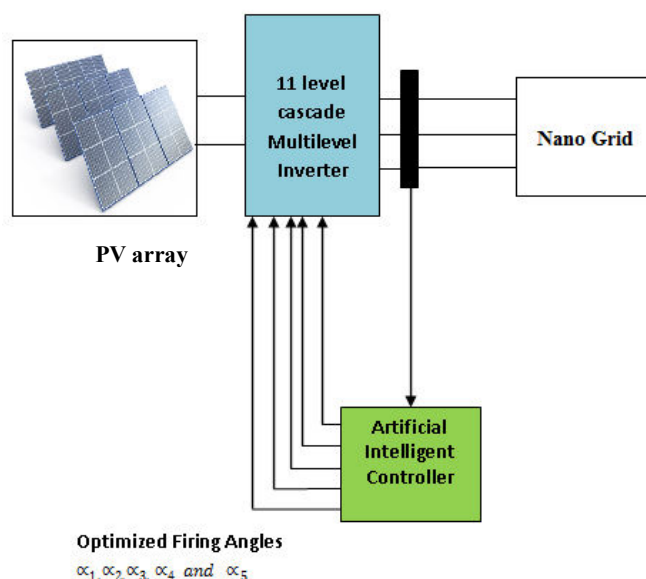 11 level
cascade
Multilevel
Inverter
Nano Grid
PV array
Artificial
Intelligent
Controller
Optimized Firing Angles
∝₁, ∝₂, ∝₃, ∝₄ and ∝₅